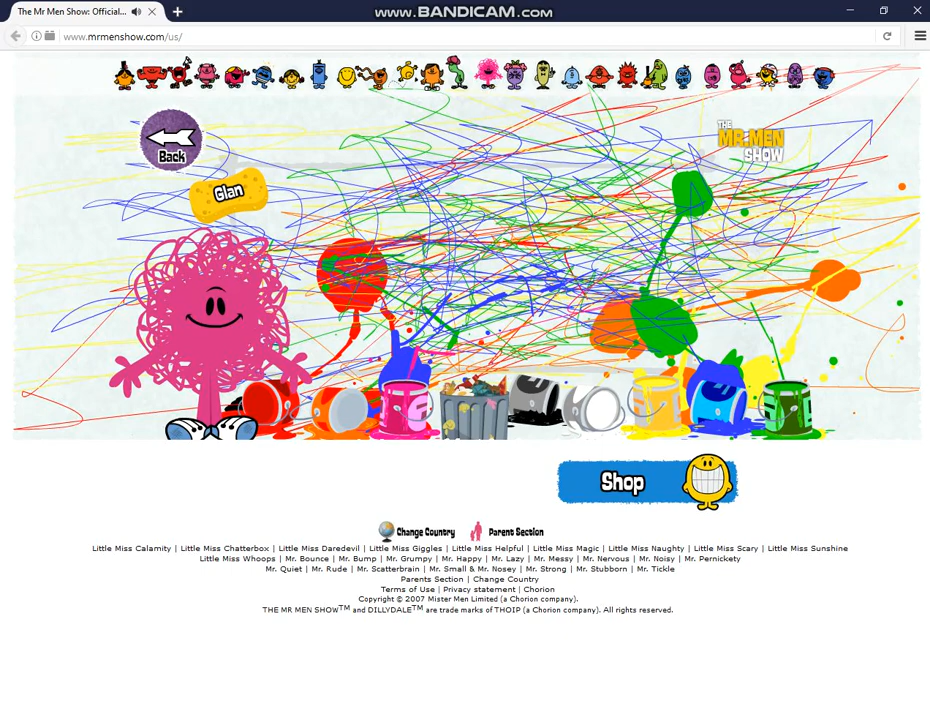 The Mr Men Show: Official...
www.BANDICAM.com
www.mrmenshow.com/us/
Back
THE
MR. MEN
SHOW
Glan
Shop
Change Country
Parent Section
Little Miss Calamity | Little Miss Chatterbox | Little Miss Daredevil | Little Miss Giggles | Little Miss Helpful | Little Miss Magic | Little Miss Naughty | Little Miss Scary | Little Miss Sunshine
Little Miss Whoops | Mr. Bounce | Mr. Bump | Mr. Grumpy | Mr. Happy | Mr. Lazy | Mr. Messy | Mr. Nervous | Mr. Noisy | Mr. Pernickety
Mr. Quiet | Mr. Rude | Mr. Scatterbrain | Mr. Small & Mr. Nosey | Mr. Strong | Mr. Stubborn | Mr. Tickle
Parents Section | Change Country
Terms of Use | Privacy statement | Chorion
Copyright © 2007 Mister Men Limited (a Chorion company).
THE MR MEN SHOW™ and DILLYDALE™ are trade marks of THOIP (a Chorion company). All rights reserved.